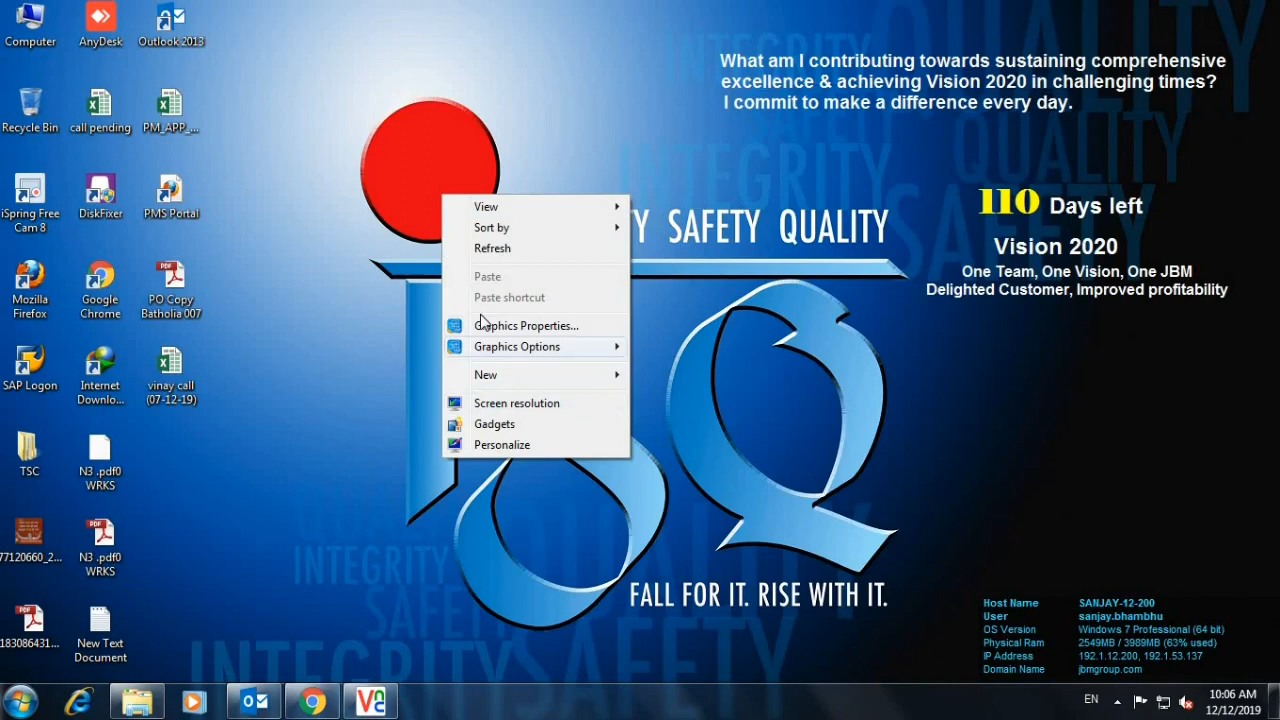 Computer
AnyDesk
Outlook 2013
Recycle Bin
call pending
PM_APP_...
iSpring Free
Cam 8
DiskFixer
PMS Portal
Mozilla
Firefox
Google
Chrome
PO Copy
Batholia 007
SAP Logon
Internet
Downlo...
vinay call
(07-12-19)
TSC
N3 .pdf0
WRKS
77120660_2...
N3 .pdf0
WRKS
183086431...
New Text
Document
View
Sort by
Refresh
Paste
Paste shortcut
Graphics Properties...
Graphics Options
New
Screen resolution
Gadgets
Personalize
What am I contributing towards sustaining comprehensive
excellence & achieving Vision 2020 in challenging times?
I commit to make a difference every day.
110 Days left
Vision 2020
One Team, One Vision, One JBM
Delighted Customer, Improved profitability
Y SAFETY QUALITY
FALL FOR IT. RISE WITH IT.
Host Name SANJAY-12-200
User sanjay.bhambhu
OS Version Windows 7 Professional (64 bit)
Physical Ram 2549MB / 3989MB (63% used)
IP Address 192.1.12.200, 192.1.53.137
Domain Name jbmgroup.com
EN
10:06 AM
12/12/2019